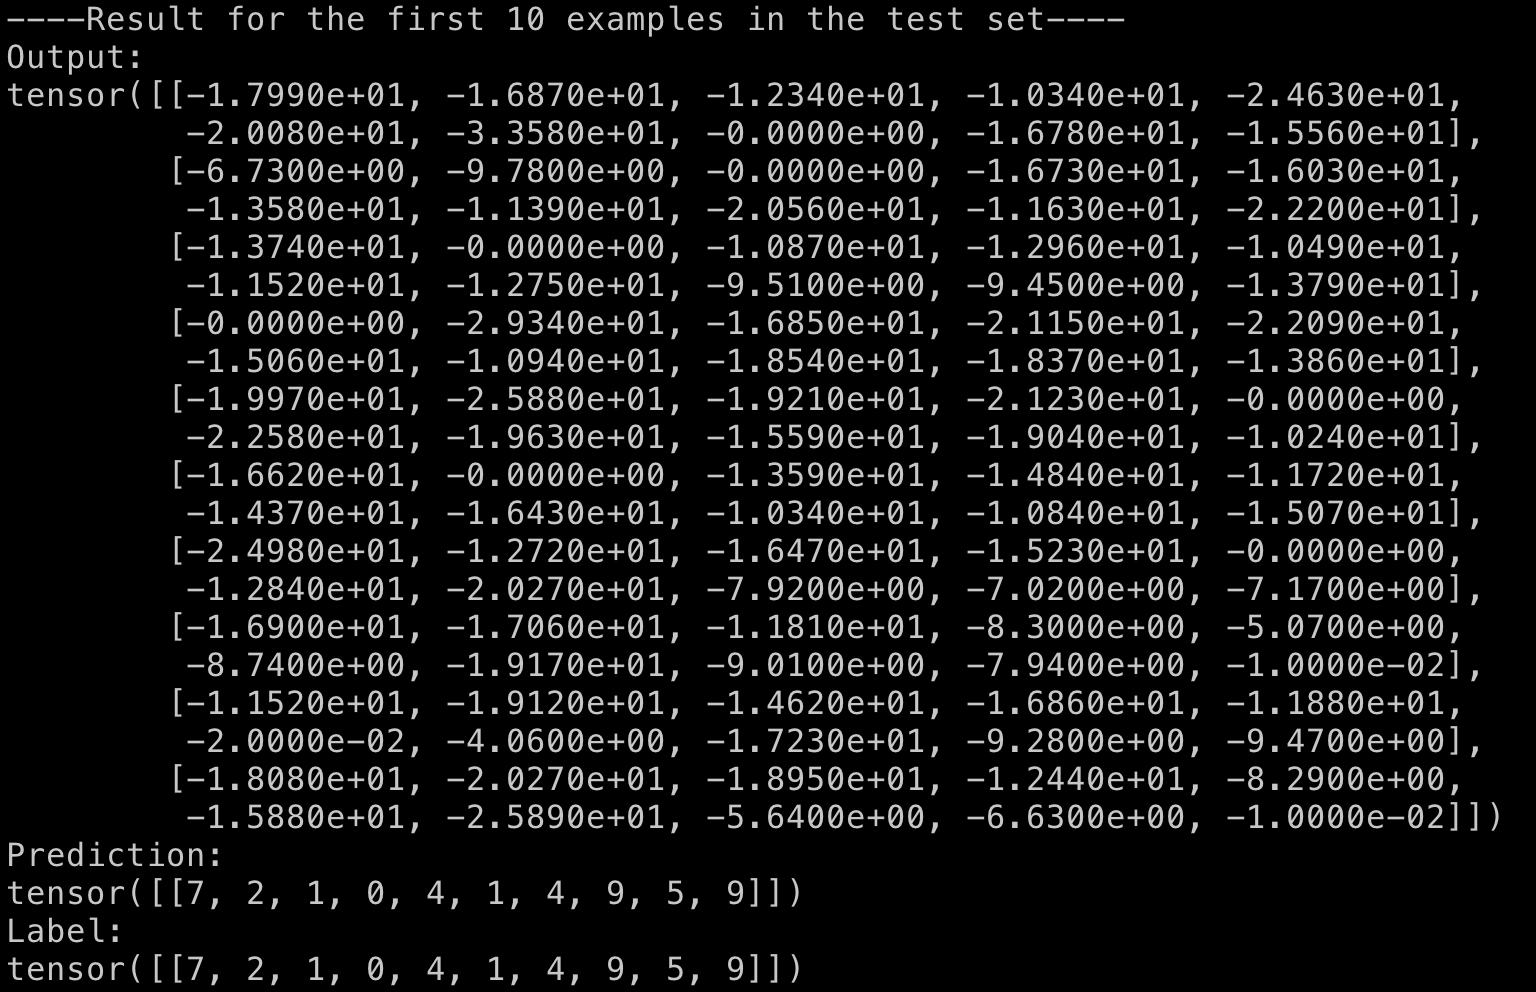 ----Result for the first 10 examples in the test set----
Output:
tensor([[-1.7990e+01, -1.6870e+01, -1.2340e+01, -1.0340e+01, -2.4630e+01,
         -2.0080e+01, -3.3580e+01, -0.0000e+00, -1.6780e+01, -1.5560e+01],
        [-6.7300e+00, -9.7800e+00, -0.0000e+00, -1.6730e+01, -1.6030e+01,
         -1.3580e+01, -1.1390e+01, -2.0560e+01, -1.1630e+01, -2.2200e+01],
        [-1.3740e+01, -0.0000e+00, -1.0870e+01, -1.2960e+01, -1.0490e+01,
         -1.1520e+01, -1.2750e+01, -9.5100e+00, -9.4500e+00, -1.3790e+01],
        [-0.0000e+00, -2.9340e+01, -1.6850e+01, -2.1150e+01, -2.2090e+01,
         -1.5060e+01, -1.0940e+01, -1.8540e+01, -1.8370e+01, -1.3860e+01],
        [-1.9970e+01, -2.5880e+01, -1.9210e+01, -2.1230e+01, -0.0000e+00,
         -2.2580e+01, -1.9630e+01, -1.5590e+01, -1.9040e+01, -1.0240e+01],
        [-1.6620e+01, -0.0000e+00, -1.3590e+01, -1.4840e+01, -1.1720e+01,
         -1.4370e+01, -1.6430e+01, -1.0340e+01, -1.0840e+01, -1.5070e+01],
        [-2.4980e+01, -1.2720e+01, -1.6470e+01, -1.5230e+01, -0.0000e+00,
         -1.2840e+01, -2.0270e+01, -7.9200e+00, -7.0200e+00, -7.1700e+00],
        [-1.6900e+01, -1.7060e+01, -1.1810e+01, -8.3000e+00, -5.0700e+00,
         -8.7400e+00, -1.9170e+01, -9.0100e+00, -7.9400e+00, -1.0000e-02],
        [-1.1520e+01, -1.9120e+01, -1.4620e+01, -1.6860e+01, -1.1880e+01,
         -2.0000e-02, -4.0600e+00, -1.7230e+01, -9.2800e+00, -9.4700e+00],
        [-1.8080e+01, -2.0270e+01, -1.8950e+01, -1.2440e+01, -8.2900e+00,
         -1.5880e+01, -2.5890e+01, -5.6400e+00, -6.6300e+00, -1.0000e-02]])
Prediction:
tensor([[7, 2, 1, 0, 4, 1, 4, 9, 5, 9]])
Label:
tensor([[7, 2, 1, 0, 4, 1, 4, 9, 5, 9]])